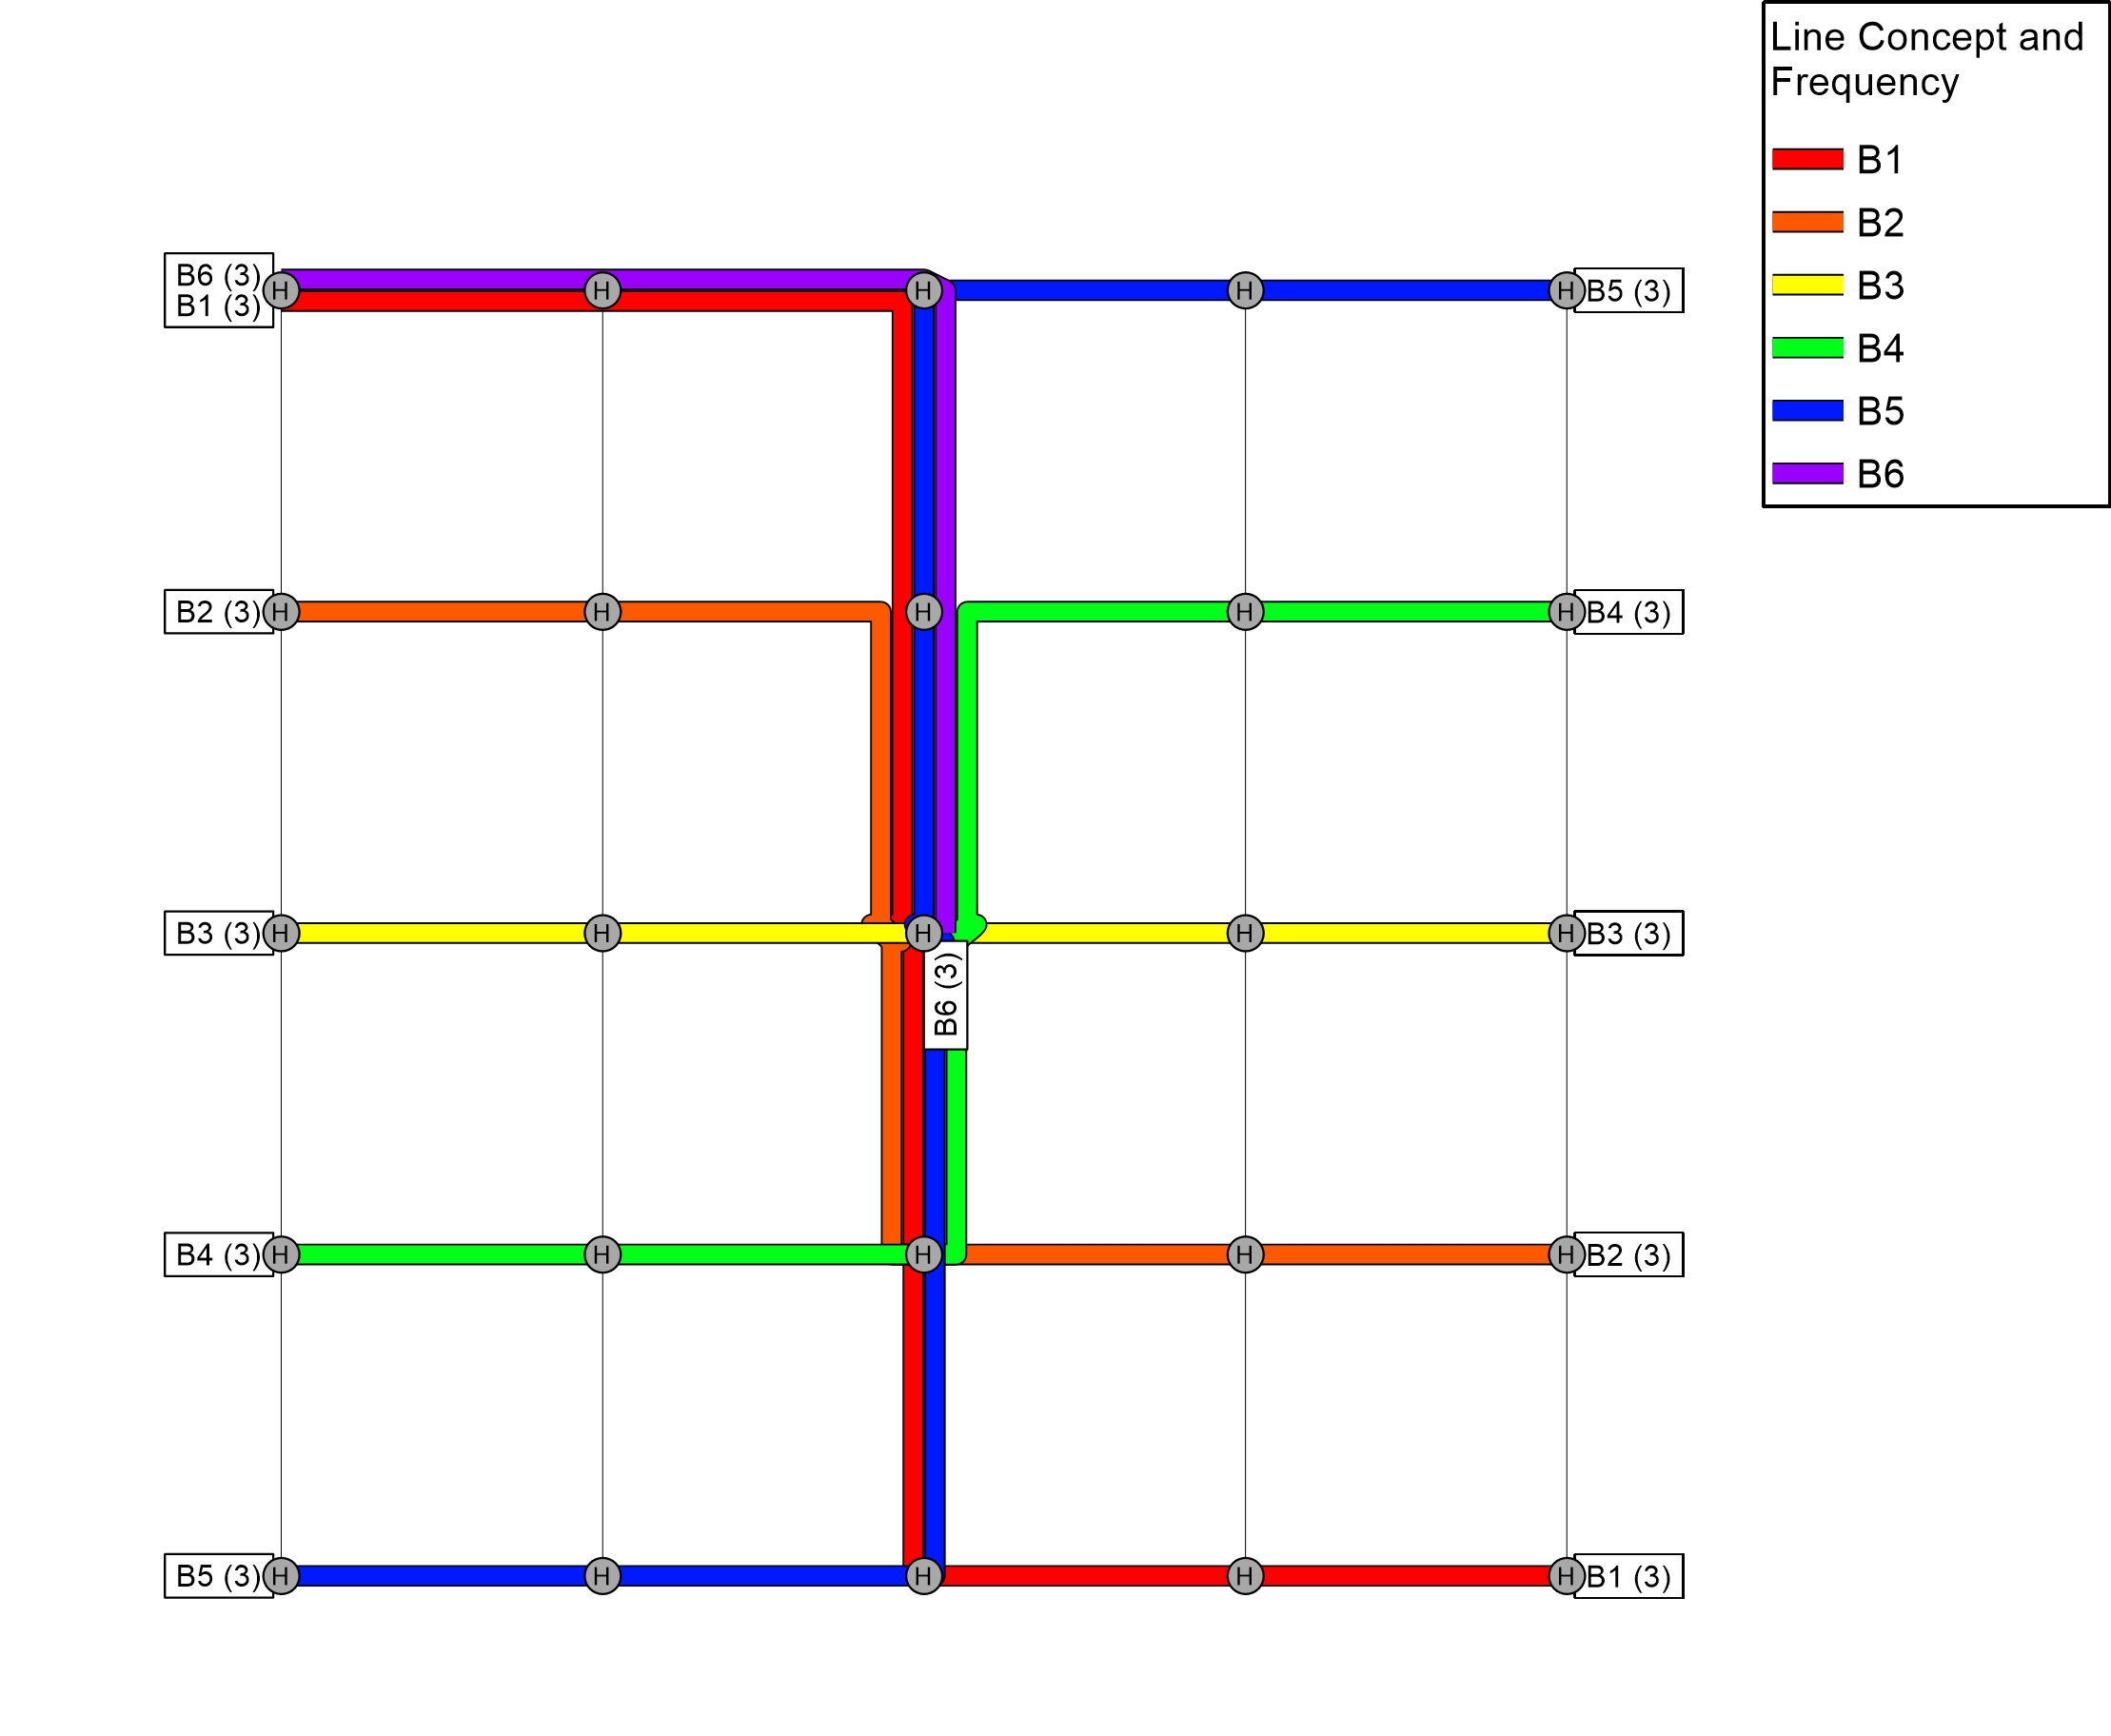 Line Concept and
Frequency
B1
B2
B3
B4
B5
B6
B6 (3)
B1 (3)
H
H
H
H
H
B5 (3)
B2 (3)
H
H
H
H
H
B4 (3)
B3 (3)
H
H
H
H
H
B3 (3)
B6 (3)
B4 (3)
H
H
H
H
H
B2 (3)
B5 (3)
H
H
H
H
H
B1 (3)